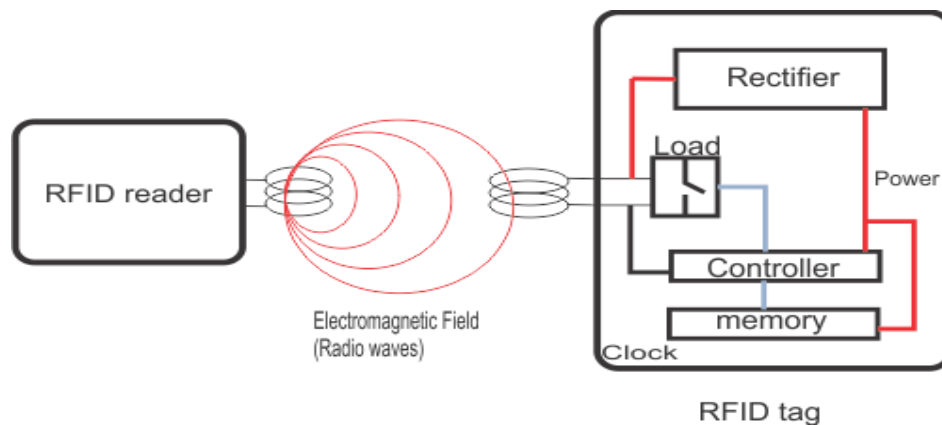 Rectifier
Load
RFID reader
Power
Controller
Electromagnetic Field
(Radio waves)
memory
Clock
RFID tag